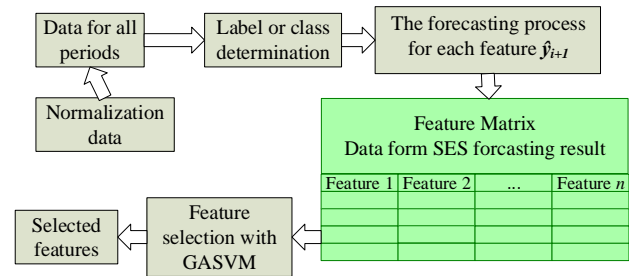 Data for all
periods
Label or class
determination
The forecasting process
for each feature ŷi+1
Normalization
data
Feature Matrix
Data form SES forcasting result
Feature 1 Feature 2 ... Feature n
Feature
selection with
GASVM
Selected
features